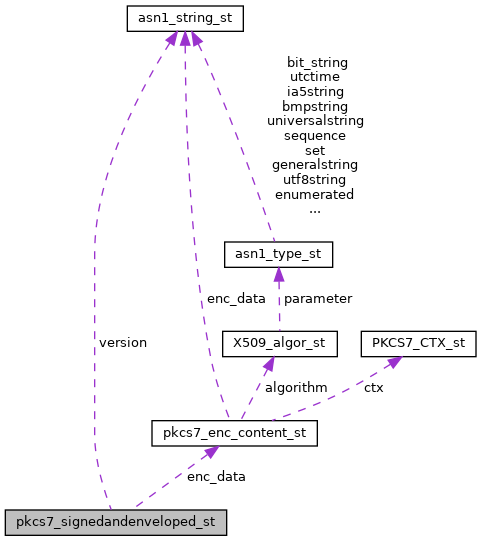 asn1_string_st
bit_string
utctime
ia5string
bmpstring
universalstring
sequence
set
generalstring
utf8string
enumerated
...
asn1_type_st
enc_data
parameter
version
X509_algor_st
PKCS7_CTX_st
algorithm
ctx
pkcs7_enc_content_st
enc_data
pkcs7_signedandenveloped_st